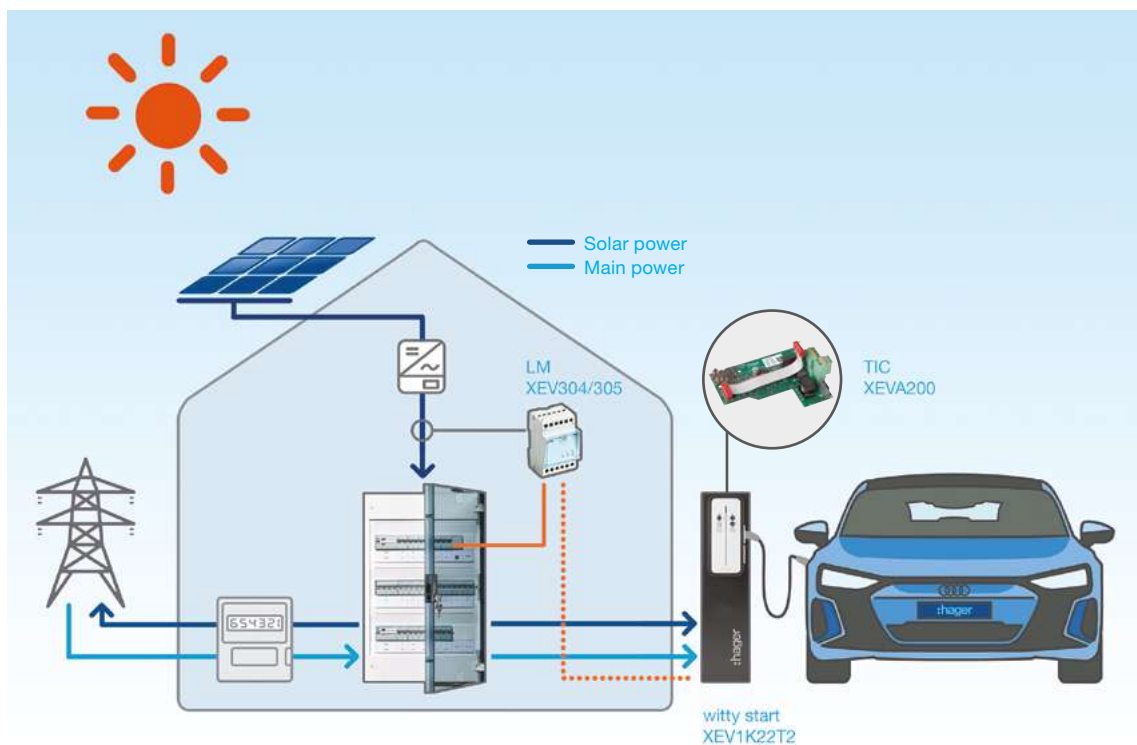 Solar power
Main power
LM
XEV304/305
TIC
XEVA200
654321
:hager
:hager
witty start
XEV1K22T2